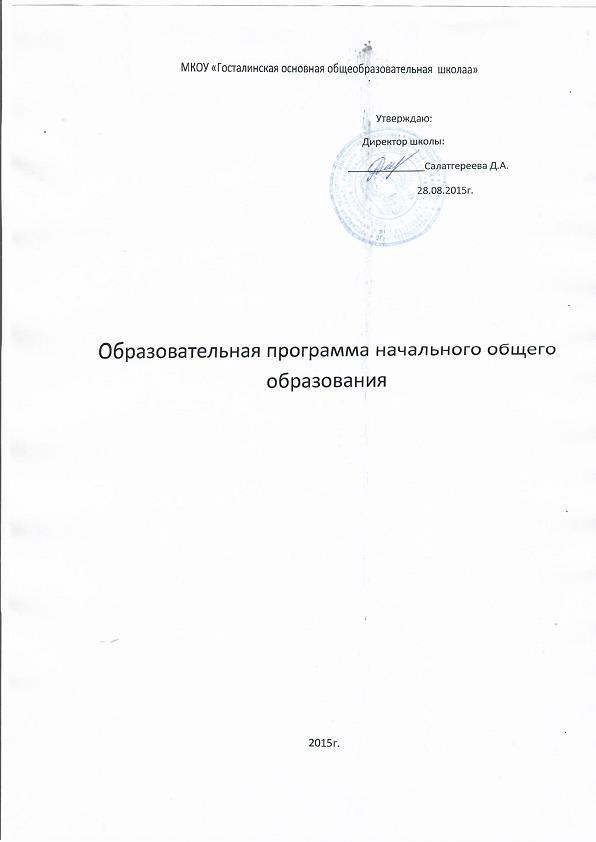 МКОУ «Госталинская основная общеобразовательная школаа»
Утверждаю:
Директор школы:
Салатгереева Д.А.
28.08.2015г.
Образовательная программа начального общего
образования
2015г.